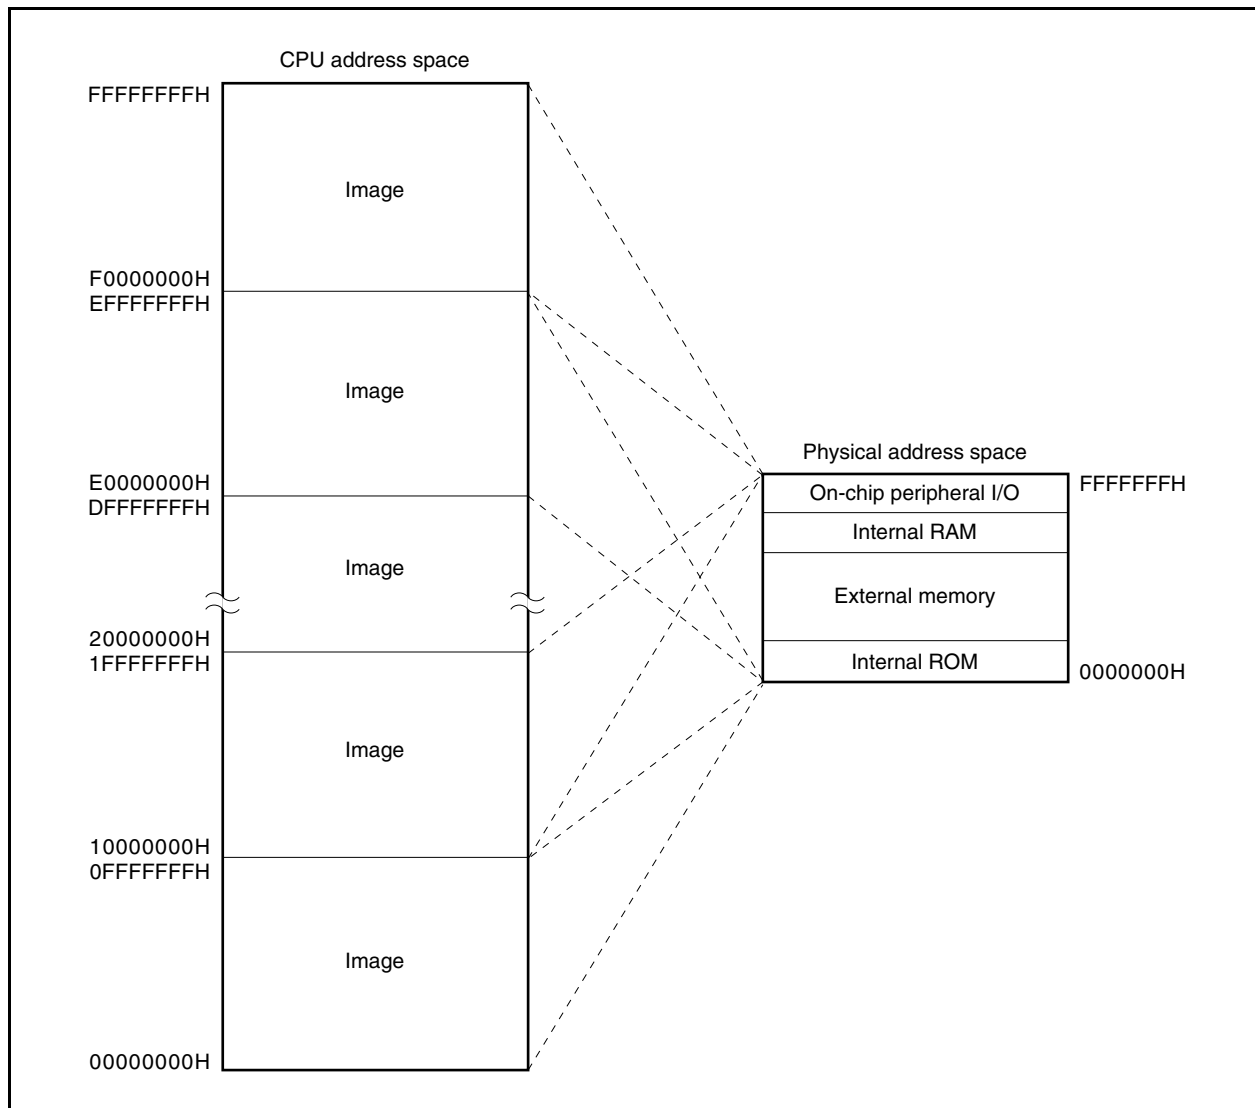 CPU address space
FFFFFFFFH
Image
F0000000H
EFFFFFFFH
Image
E0000000H
DFFFFFFFH
Image
20000000H
1FFFFFFFH
Image
10000000H
0FFFFFFFH
Image
00000000H
Physical address space
On-chip peripheral I/O
FFFFFFFH
Internal RAM
External memory
Internal ROM
0000000H